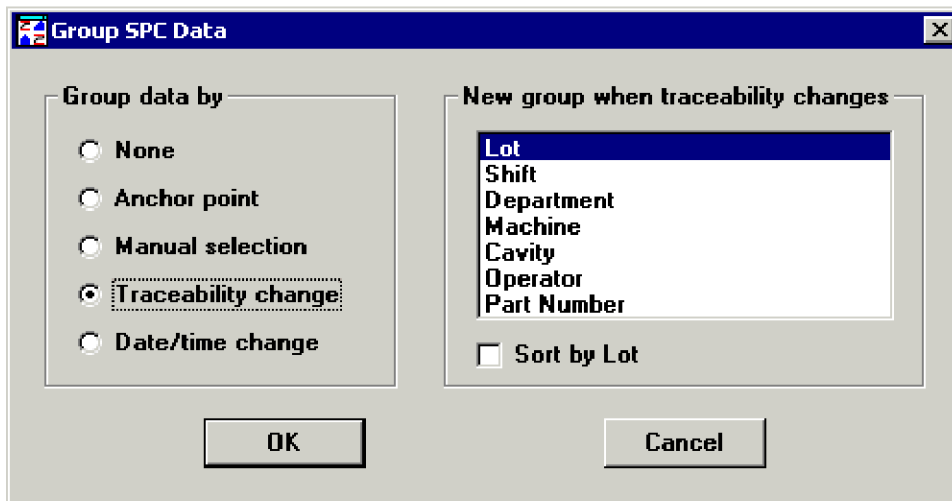 Group SPC Data
Group data by
None
Anchor point
Manual selection
Traceability change
Date/time change
New group when traceability changes
Lot
Shift
Department
Machine
Cavity
Operator
Part Number
Sort by Lot
OK
Cancel